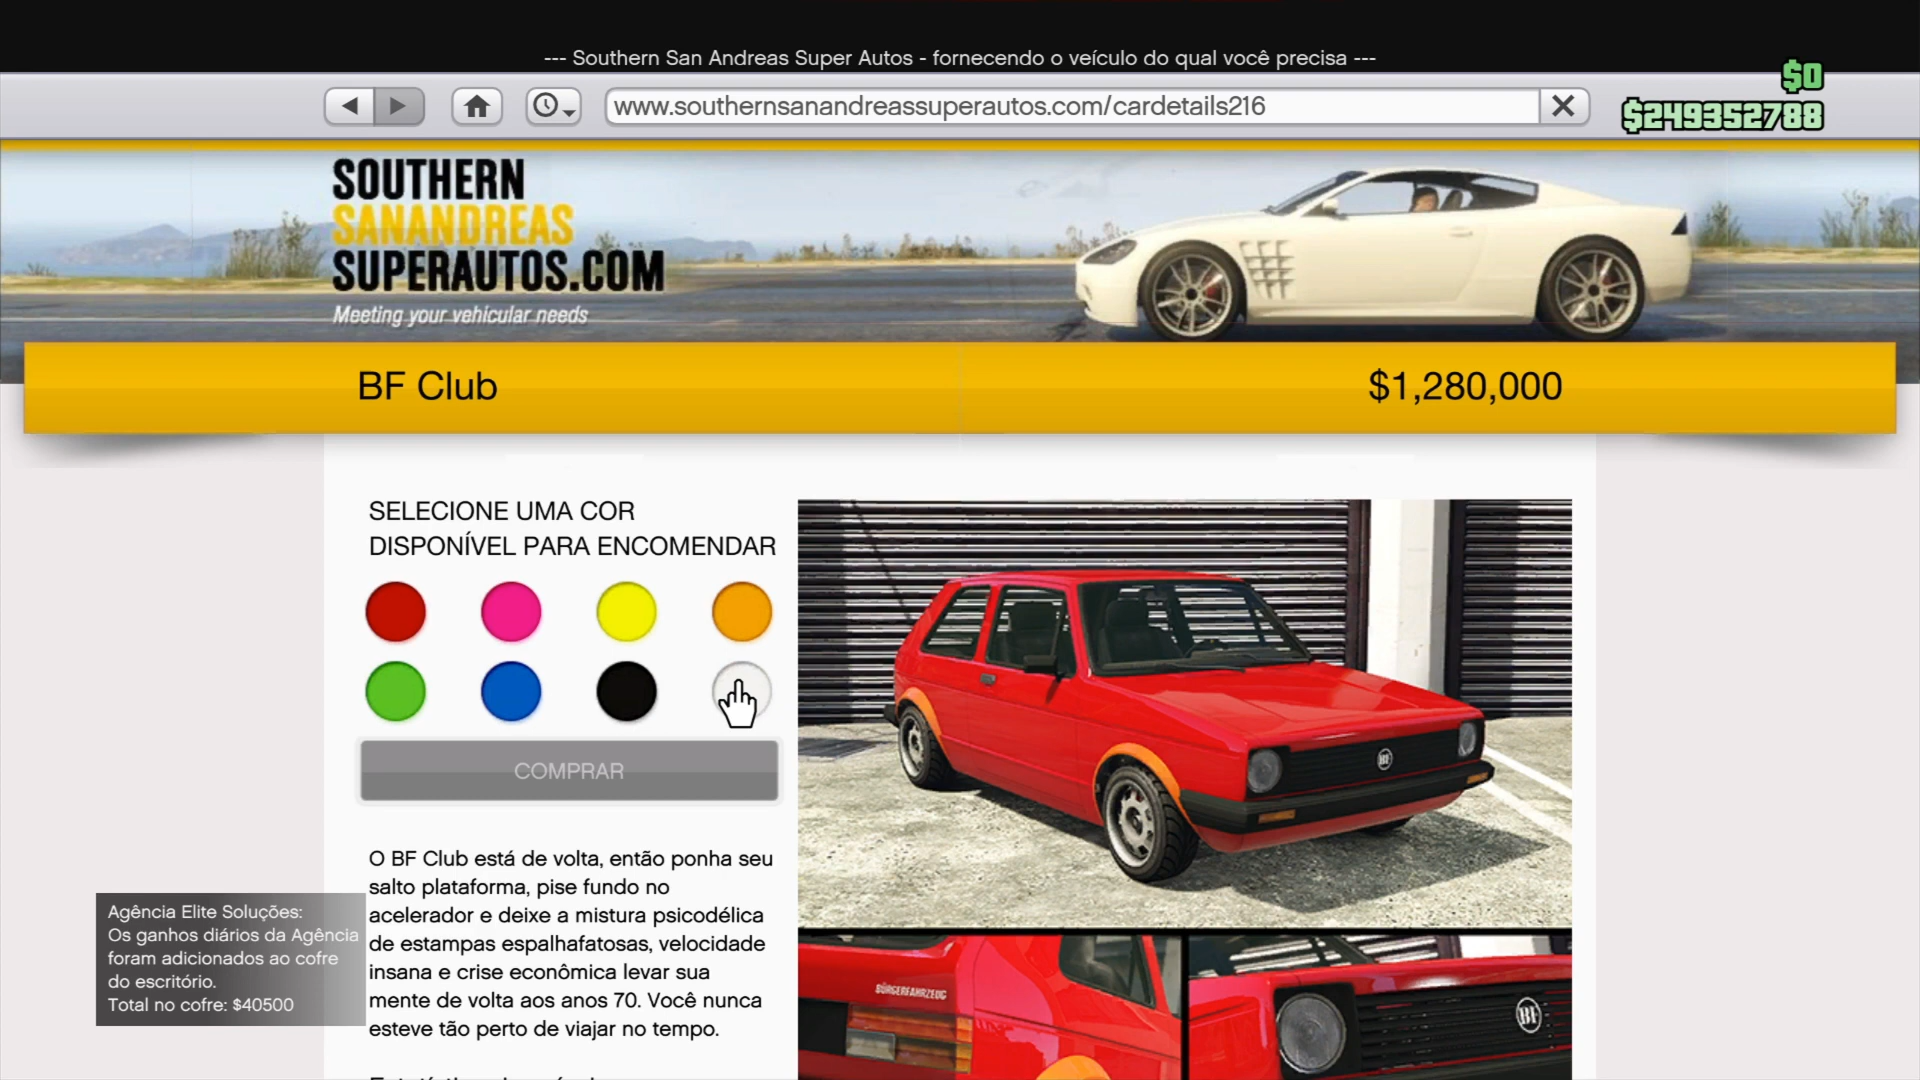 --- Southern San Andreas Super Autos - fornecendo o veículo do qual você precisa ---
$0
www.southernsanandreassuperautos.com/cardetails216
$249352788
SOUTHERN
SANANDREAS
SUPERAUTOS.COM
Meeting your vehicular needs
BF Club
$1,280,000
SELECIONE UMA COR
DISPONÍVEL PARA ENCOMENDAR
COMPRAR
O BF Club está de volta, então ponha seu
salto plataforma, pise fundo no
acelerador e deixe a mistura psicodélica
de estampas espalhafatosas, velocidade
insana e crise econômica levar sua
mente de volta aos anos 70. Você nunca
esteve tão perto de viajar no tempo.
Agência Elite Soluções:
Os ganhos diários da Agência
foram adicionados ao cofre
do escritório.
Total no cofre: $40500
BF
BÜRGERFAHRZEUG
BF